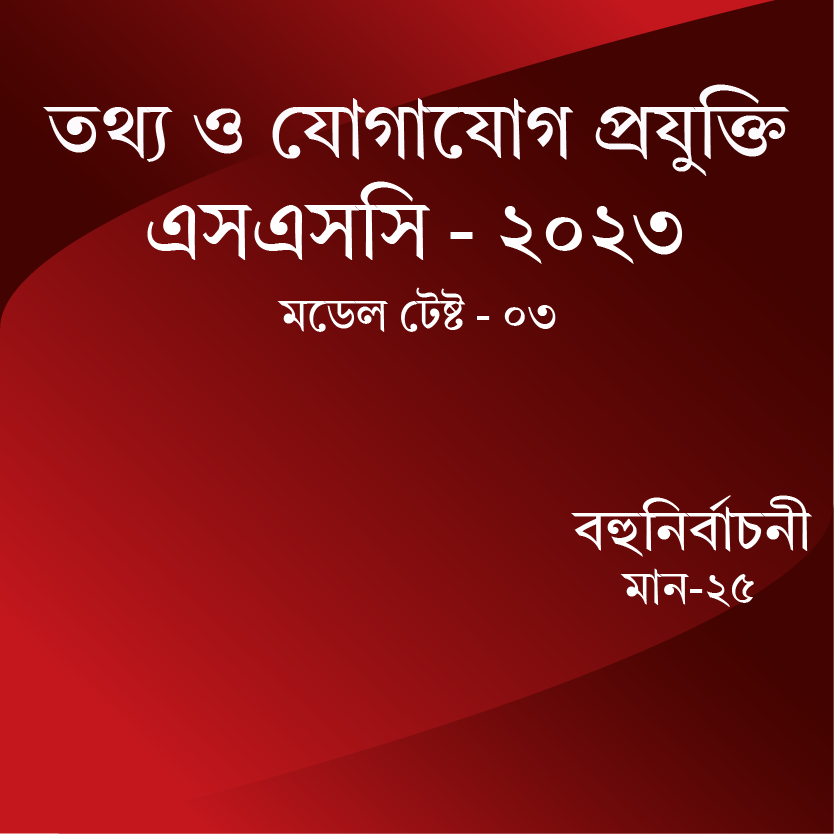 তথ্য ও যোগাযোগ প্রযুক্তি
এসএসসি - ২০২৩
মডেল টেষ্ট - ০৩
বহুনির্বাচনী
মান-২৫